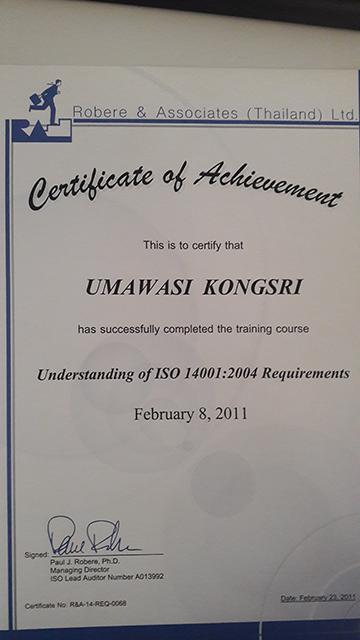 Robere & Associates (Thailand) Ltd.
Certificate of Achievement
This is to certify that
UMAWASI KONGSRI
has successfully completed the training course
Understanding of ISO 14001:2004 Requirements
February 8, 2011
Signed:
Paul J. Robere, Ph.D.
Managing Director
ISO Lead Auditor Number A013992
Certificate No: R&A-14-REQ-0068
Date: February 23, 2011